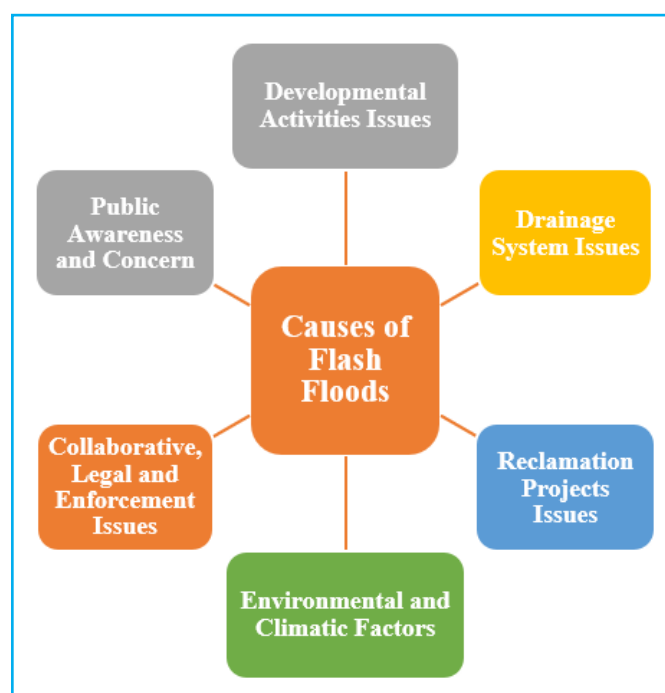 Developmental
Activities Issues
Public
Awareness
and Concern
Drainage
System Issues
Causes of
Flash
Floods
Collaborative,
Legal and
Enforcement
Issues
Reclamation
Projects
Issues
Environmental and
Climatic Factors